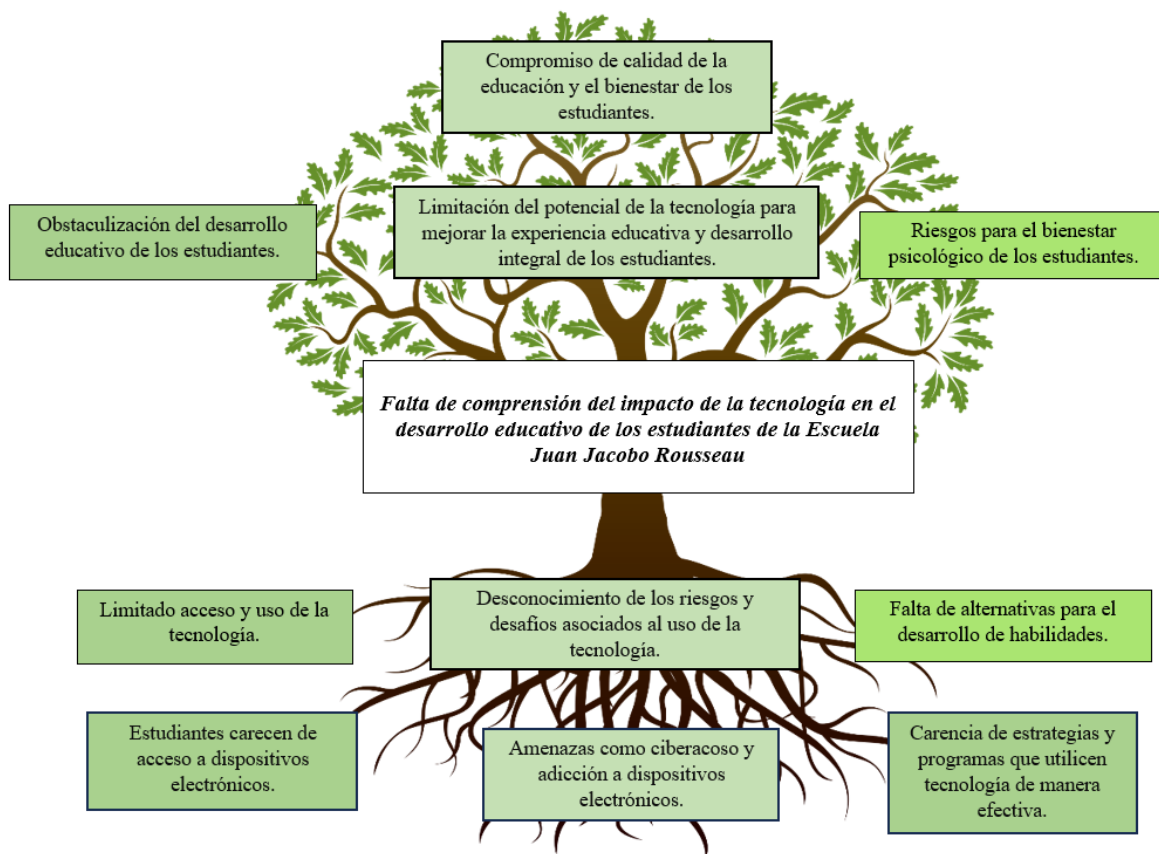 Compromiso de calidad de la
educación y el bienestar de los
estudiantes.
Obstaculización del desarrollo
educativo de los estudiantes.
Limitación del potencial de la tecnología para
mejorar la experiencia educativa y desarrollo
integral de los estudiantes.
Riesgos para el bienestar
psicológico de los estudiantes.
Falta de comprensión del impacto de la tecnología en el
desarrollo educativo de los estudiantes de la Escuela
Juan Jacobo Rousseau
Limitado acceso y uso de la
tecnología.
Desconocimiento de los riesgos y
desafíos asociados al uso de la
tecnología.
Falta de alternativas para el
desarrollo de habilidades.
Estudiantes carecen de
acceso a dispositivos
electrónicos.
Amenazas como ciberacoso y
adicción a dispositivos
electrónicos.
Carencia de estrategias y
programas que utilicen
tecnología de manera
efectiva.